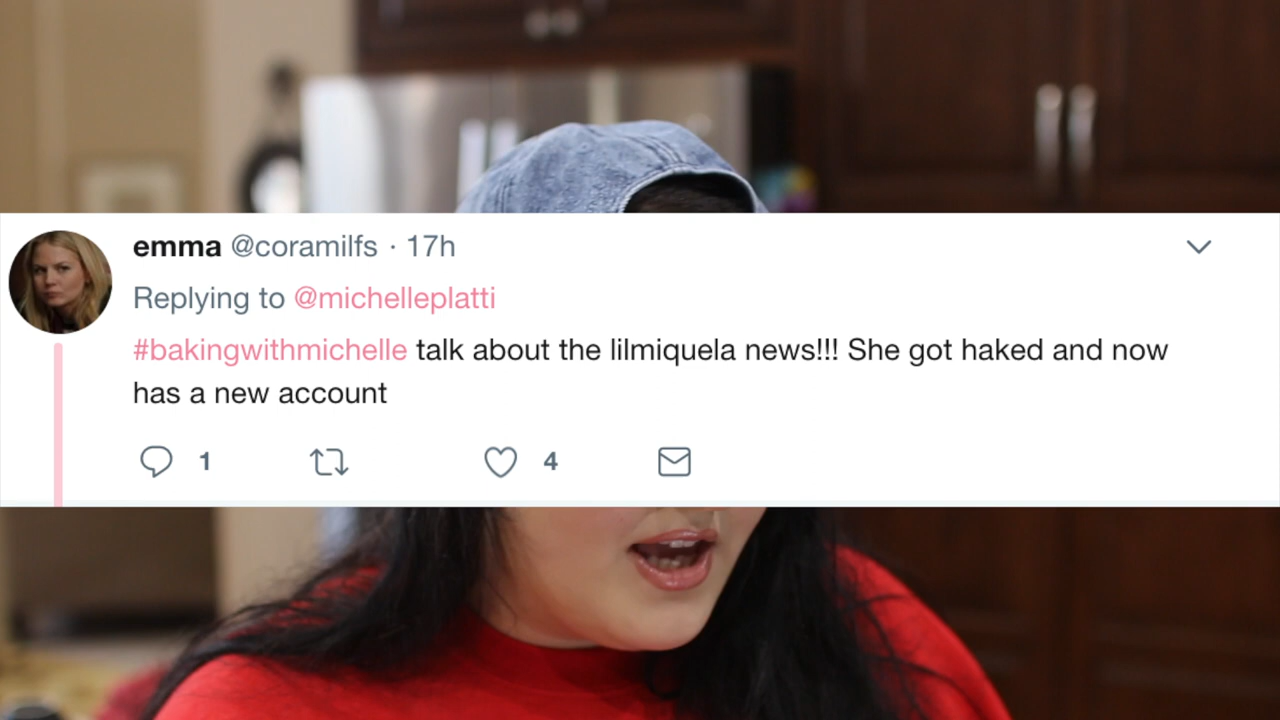 emma @coramilfs · 17h
Replying to @michelleplatti
#bakingwithmichelle talk about the lilmiquela news!!! She got haked and now
has a new account
1 4